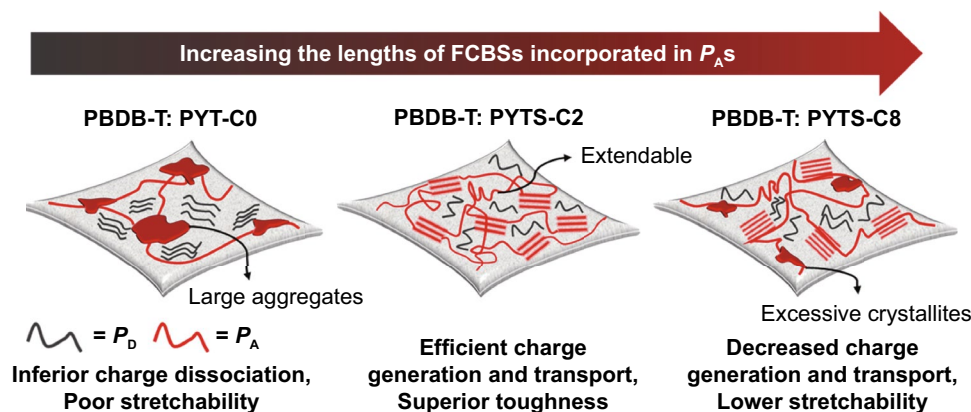 Increasing the lengths of FCBSs incorporated in PAs
PBDB-T: PYT-C0
PBDB-T: PYTS-C2
PBDB-T: PYTS-C8
Extendable
Large aggregates
Excessive crystallites
= PD
= PA
Inferior charge dissociation,
Poor stretchability
Efficient charge
generation and transport,
Superior toughness
Decreased charge
generation and transport,
Lower stretchability